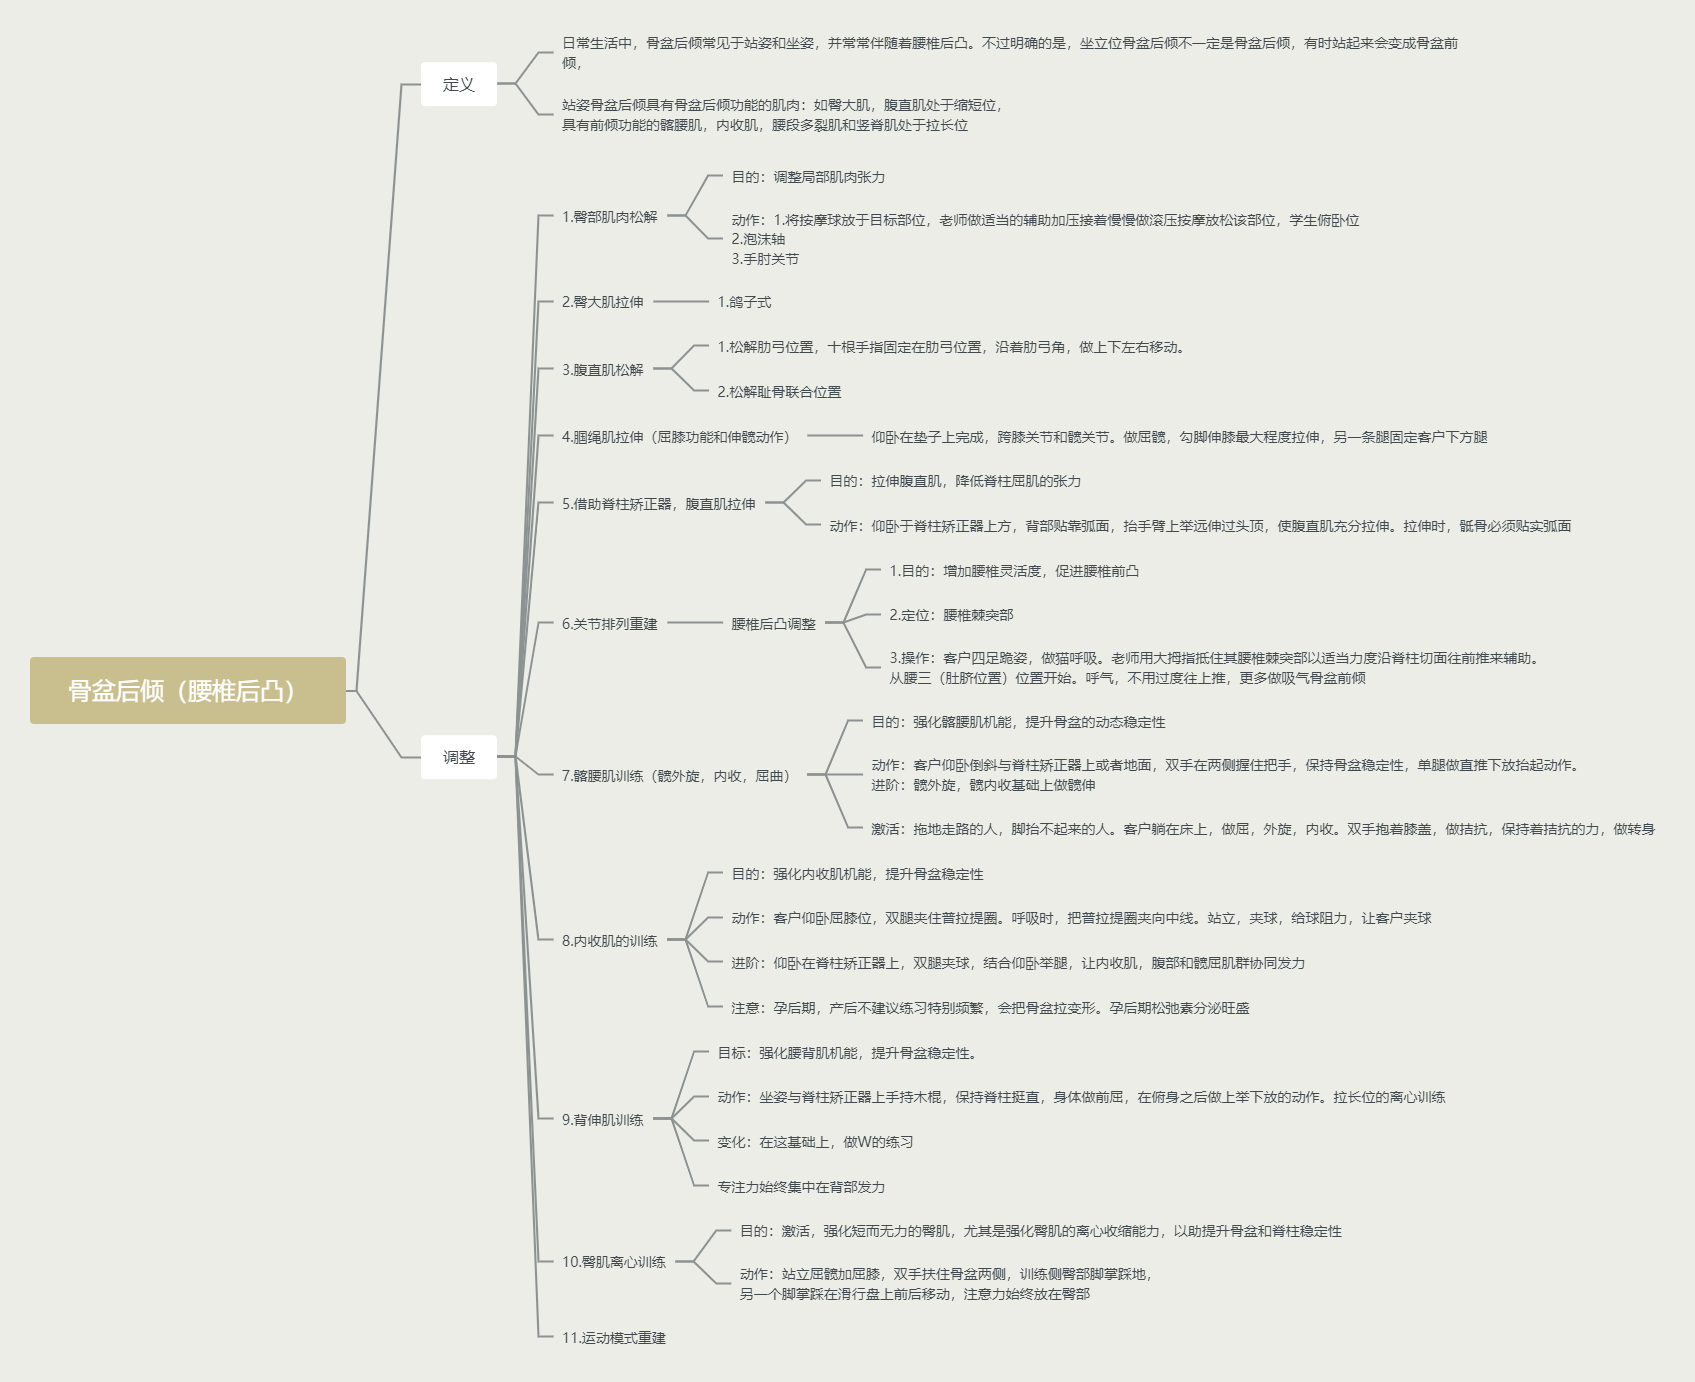 骨盆后倾（腰椎后凸）
定义
日常生活中，骨盆后倾常见于站姿和坐姿，并常常伴随着腰椎后凸。不过明确的是，坐立位骨盆后倾不一定是骨盆后倾，有时站起来会变成骨盆前
倾，
站姿骨盆后倾具有骨盆后倾功能的肌肉：如臀大肌，腹直肌处于缩短位，
具有前倾功能的髂腰肌，内收肌，腰段多裂肌和竖脊肌处于拉长位
调整
1.臀部肌肉松解
目的：调整局部肌肉张力
动作：1.将按摩球放于目标部位，老师做适当的辅助加压接着慢慢做滚压按摩放松该部位，学生俯卧位
2.泡沫轴
3.手肘关节
2.臀大肌拉伸
1.鸽子式
3.腹直肌松解
1.松解肋弓位置，十根手指固定在肋弓位置，沿着肋弓角，做上下左右移动。
2.松解耻骨联合位置
4.腘绳肌拉伸（屈膝功能和伸髋动作）
仰卧在垫子上完成，跨膝关节和髋关节。做屈髋，勾脚伸膝最大程度拉伸，另一条腿固定客户下方腿
5.借助脊柱矫正器，腹直肌拉伸
目的：拉伸腹直肌，降低脊柱屈肌的张力
动作：仰卧于脊柱矫正器上方，背部贴靠弧面，抬手臂上举远伸过头顶，使腹直肌充分拉伸。拉伸时，骶骨必须贴实弧面
6.关节排列重建
腰椎后凸调整
1.目的：增加腰椎灵活度，促进腰椎前凸
2.定位：腰椎棘突部
3.操作：客户四足跪姿，做猫呼吸。老师用大拇指抵住其腰椎棘突部以适当力度沿脊柱切面往前推来辅助。
从腰三（肚脐位置）位置开始。呼气，不用过度往上推，更多做吸气骨盆前倾
7.髂腰肌训练（髋外旋，内收，屈曲）
目的：强化髂腰肌机能，提升骨盆的动态稳定性
动作：客户仰卧倒斜与脊柱矫正器上或者地面，双手在两侧握住把手，保持骨盆稳定性，单腿做直推下放抬起动作。
进阶：髋外旋，髋内收基础上做髋伸
激活：拖地走路的人，脚抬不起来的人。客户躺在床上，做屈，外旋，内收。双手抱着膝盖，做拮抗，保持着拮抗的力，做转身
8.内收肌的训练
目的：强化内收肌机能，提升骨盆稳定性
动作：客户仰卧屈膝位，双腿夹住普拉提圈。呼吸时，把普拉提圈夹向中线。站立，夹球，给球阻力，让客户夹球
进阶：仰卧在脊柱矫正器上，双腿夹球，结合仰卧举腿，让内收肌，腹部和髋屈肌群协同发力
注意：孕后期，产后不建议练习特别频繁，会把骨盆拉变形。孕后期松弛素分泌旺盛
9.背伸肌训练
目标：强化腰背肌机能，提升骨盆稳定性。
动作：坐姿与脊柱矫正器上手持木棍，保持脊柱挺直，身体做前屈，在俯身之后做上举下放的动作。拉长位的离心训练
变化：在这基础上，做W的练习
专注力始终集中在背部发力
10.臀肌离心训练
目的：激活，强化短而无力的臀肌，尤其是强化臀肌的离心收缩能力，以助提升骨盆和脊柱稳定性
动作：站立屈髋加屈膝，双手扶住骨盆两侧，训练侧臀部脚掌踩地，
另一个脚掌踩在滑行盘上前后移动，注意力始终放在臀部
11.运动模式重建